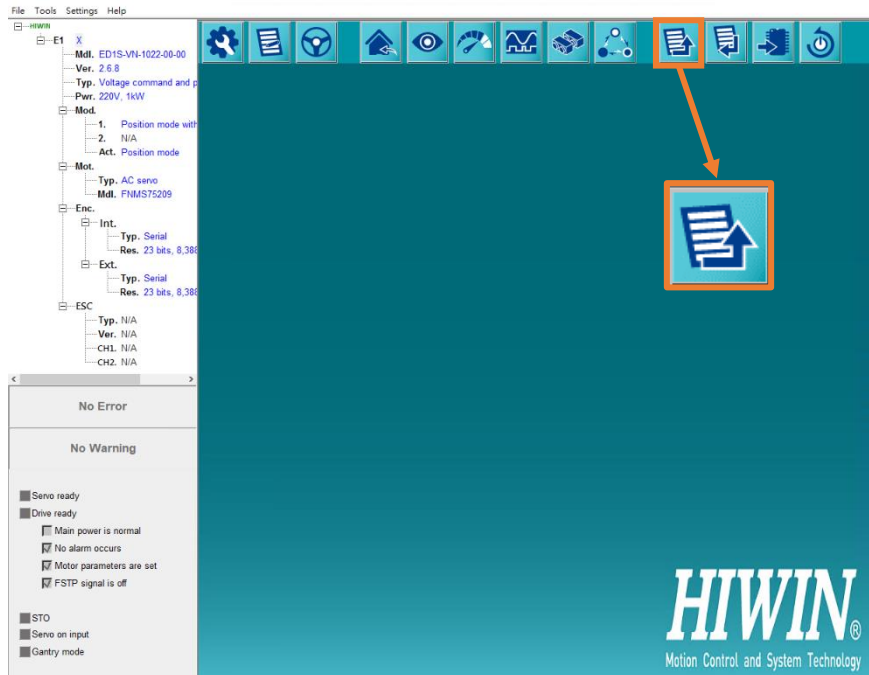 File Tools Settings Help
HIWIN
E1 X
Mdl. ED1S-VN-1022-00-00
Ver. 2.6.8
Typ. Voltage command and p
Pwr. 220V, 1kW
Mod.
1. Position mode with
2. N/A
Act. Position mode
Mot.
Typ. AC servo
Mdl. FNMS75209
Enc.
Int.
Typ. Serial
Res. 23 bits, 8,388
Ext.
Typ. Serial
Res. 23 bits, 8,388
ESC
Typ. N/A
Ver. N/A
CH1. N/A
CH2. N/A
No Error
No Warning
Servo ready
Drive ready
Main power is normal
No alarm occurs
Motor parameters are set
FSTP signal is off
STO
Servo on input
Gantry mode
HIWIN®
Motion Control and System Technology